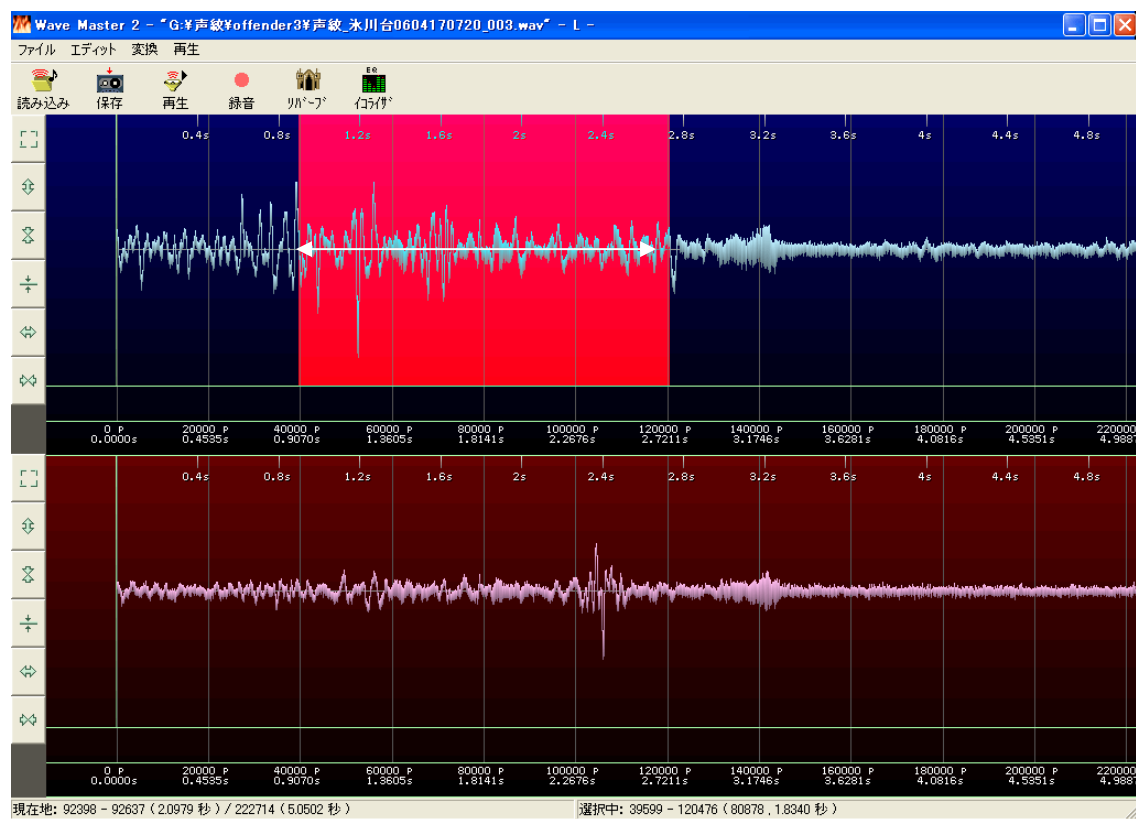 Wave Master 2 - "G:¥声紋¥offender3¥声紋_氷川台0604170720_003.wav" - L -
ファイル エディット 変換 再生
読み込み 保存 再生 録音 ﾘﾊﾞｰﾌﾞ EQ ｲｺﾗｲｻﾞ
0.4s 0.8s 1.2s 1.6s 2s 2.4s 2.8s 3.2s 3.6s 4s 4.4s 4.8s
0 P 20000 P 40000 P 60000 P 80000 P 100000 P 120000 P 140000 P 160000 P 180000 P 200000 P 220000
0.0000s 0.4535s 0.9070s 1.3605s 1.8141s 2.2676s 2.7211s 3.1746s 3.6281s 4.0816s 4.5351s 4.988
0.4s 0.8s 1.2s 1.6s 2s 2.4s 2.8s 3.2s 3.6s 4s 4.4s 4.8s
0 P 20000 P 40000 P 60000 P 80000 P 100000 P 120000 P 140000 P 160000 P 180000 P 200000 P 220000
0.0000s 0.4535s 0.9070s 1.3605s 1.8141s 2.2676s 2.7211s 3.1746s 3.6281s 4.0816s 4.5351s 4.988
現在地: 92398 - 92637 ( 2.0979 秒 ) / 222714 ( 5.0502 秒 ) 選択中: 39599 - 120476 ( 80878 , 1.8340 秒 )